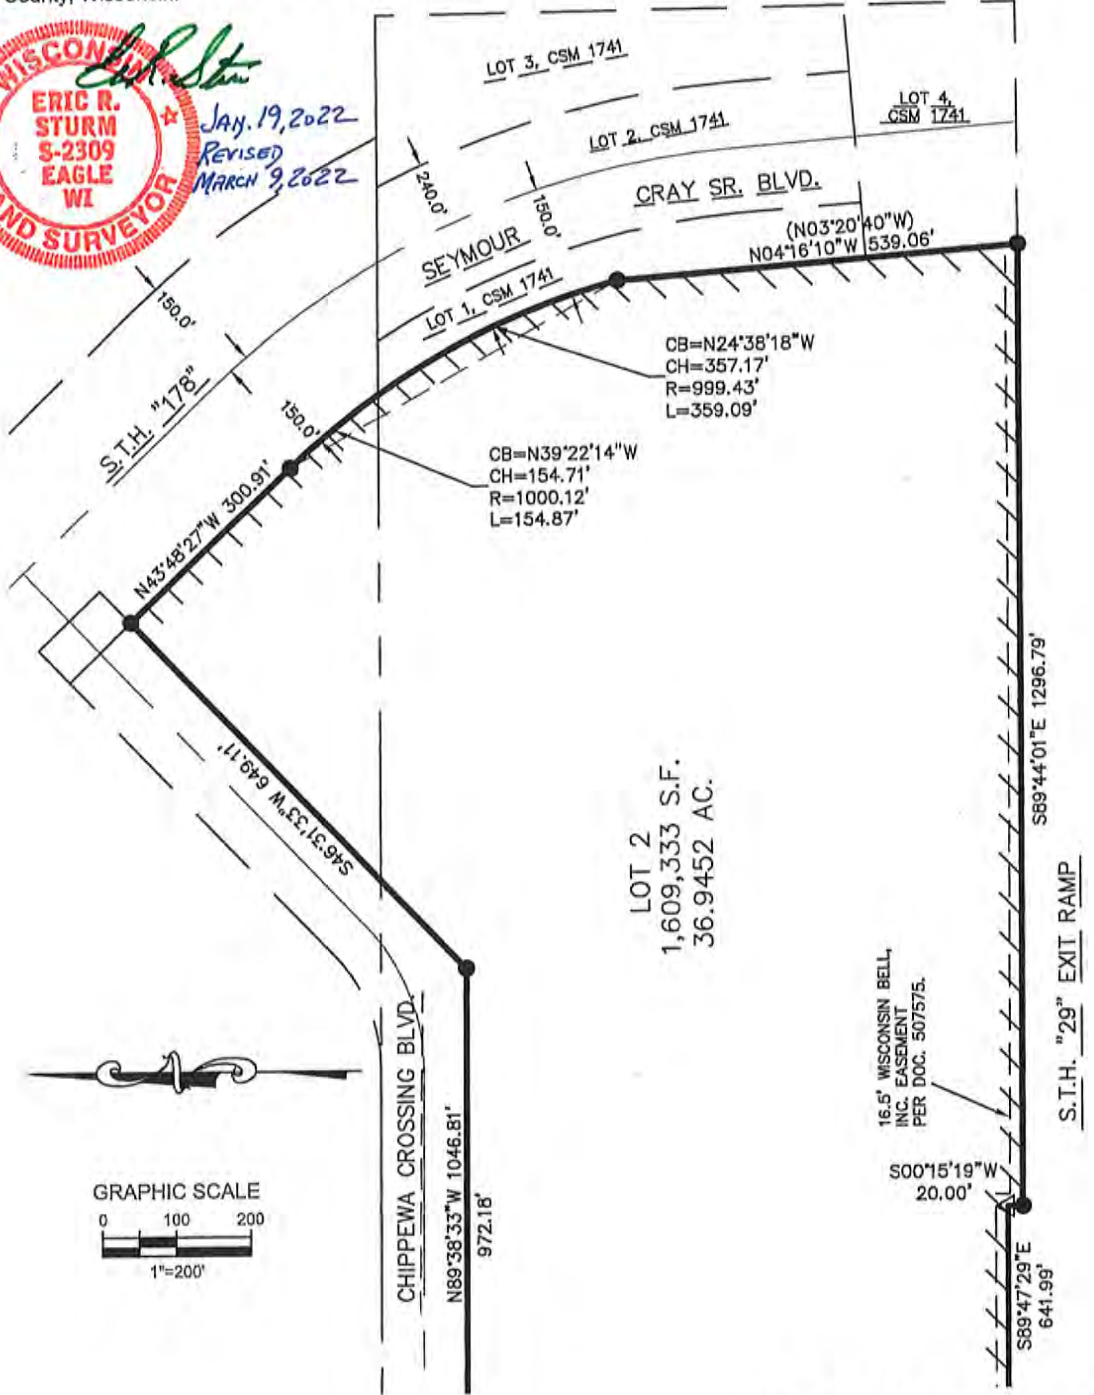 County, Wisconsin.
WISCONSIN
ERIC R.
STURM
S-2309
EAGLE
WI
LAND SURVEYOR
JAN. 19, 2022
REVISED
MARCH 9, 2022
LOT 3, CSM 1741
LOT 2, CSM 1741
LOT 4,
CSM 1741
240.0'
150.0'
SEYMOUR CRAY SR. BLVD.
(N03°20'40"W)
N04°16'10"W 539.06'
LOT 1, CSM 1741
150.0'
S.T.H. "178"
150.0'
CB=N24°38'18"W
CH=357.17'
R=999.43'
L=359.09'
CB=N39°22'14"W
CH=154.71'
R=1000.12'
L=154.87'
N43°48'27"W 300.91'
S46°31'33"W 649.11'
LOT 2
1,609,333 S.F.
36.9452 AC.
S89°44'01"E 1296.79'
S.T.H. "29" EXIT RAMP
16.5' WISCONSIN BELL,
INC. EASEMENT
PER DOC. 507575.
S00°15'19"W
20.00'
S89°47'29"E
641.99'
CHIPPEWA CROSSING BLVD.
N89°38'33"W 1046.81'
972.18'
GRAPHIC SCALE
0 100 200
1"=200'